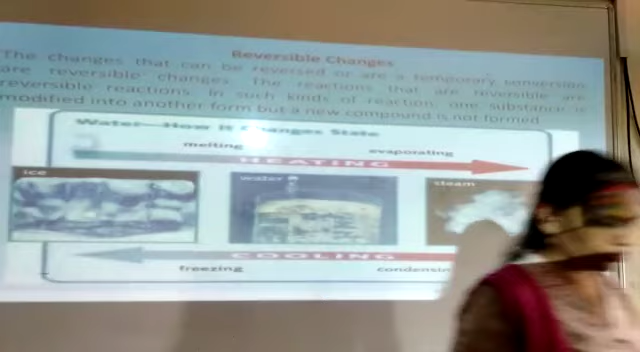 Reversible Changes
The changes that can be reversed or are a temporary conversion
are reversible changes. The reactions that are reversible are
reversible reactions. In such kinds of reaction, one substance is
modified into another form but a new compound is not formed
Water—How it Changes State
melting evaporating
HEATING
ice water steam
COOLING
freezing condensin